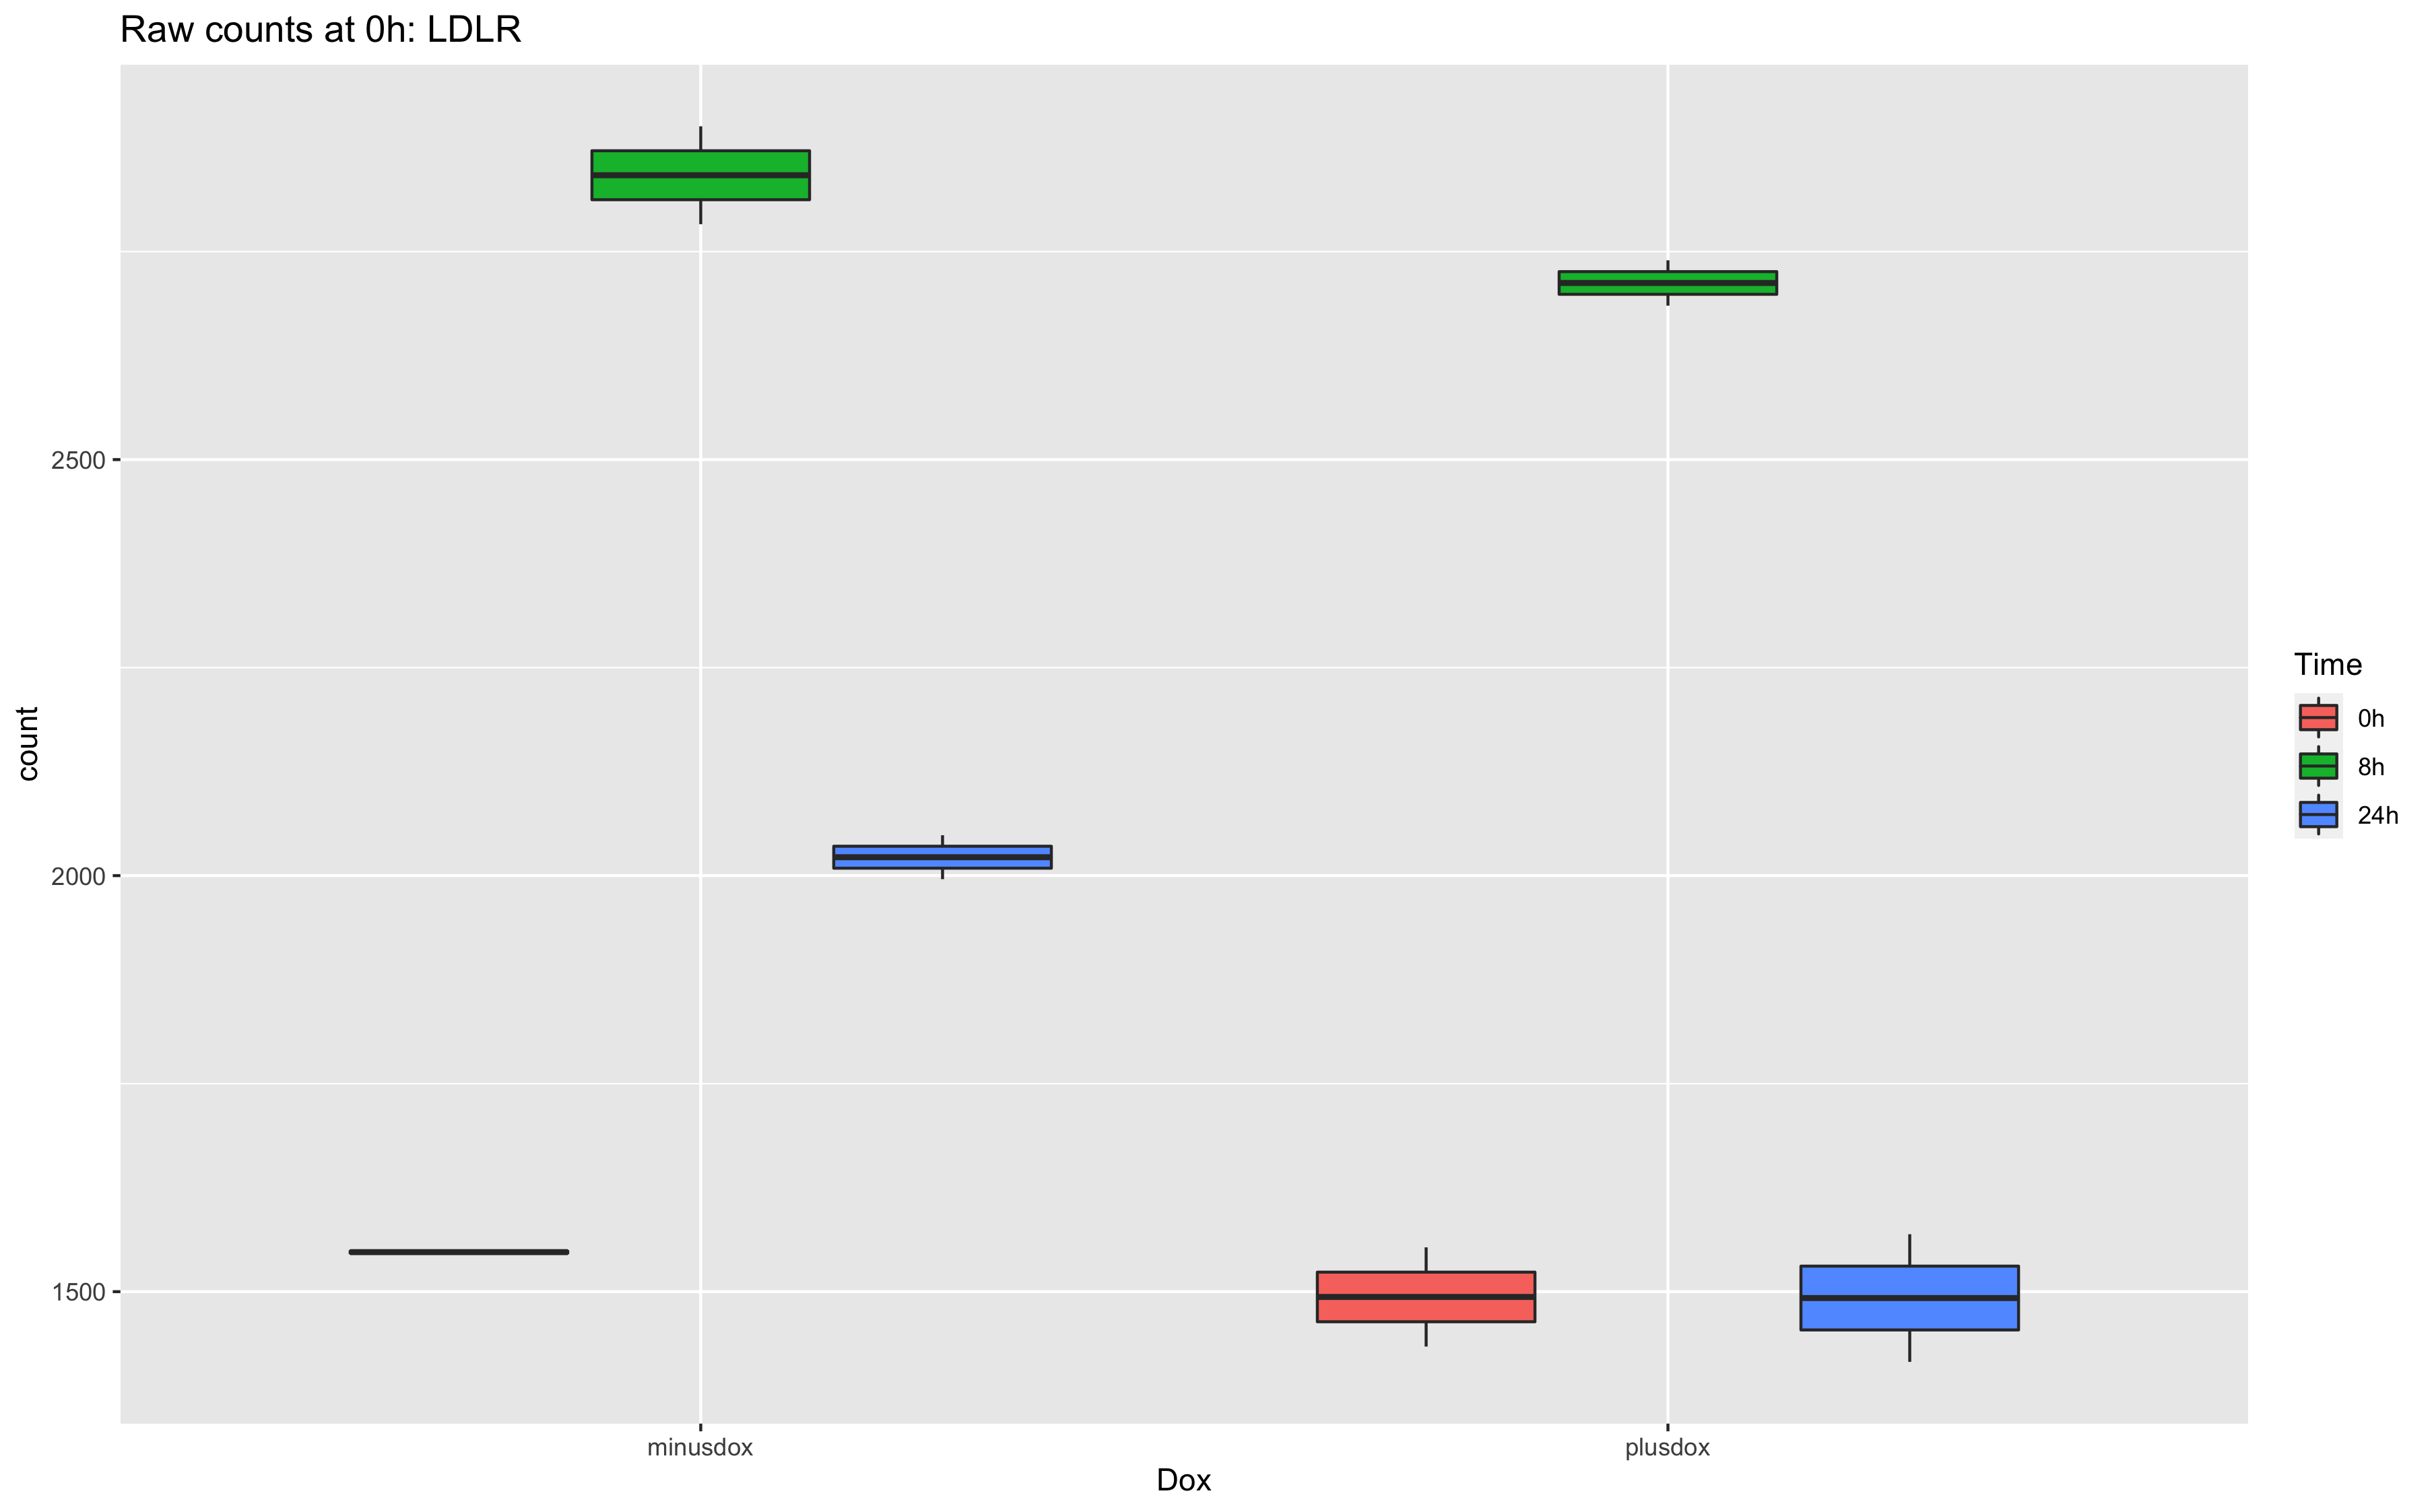 Raw counts at 0h: LDLR
count
2500
2000
1500
minusdox
plusdox
Dox
Time
0h
8h
24h